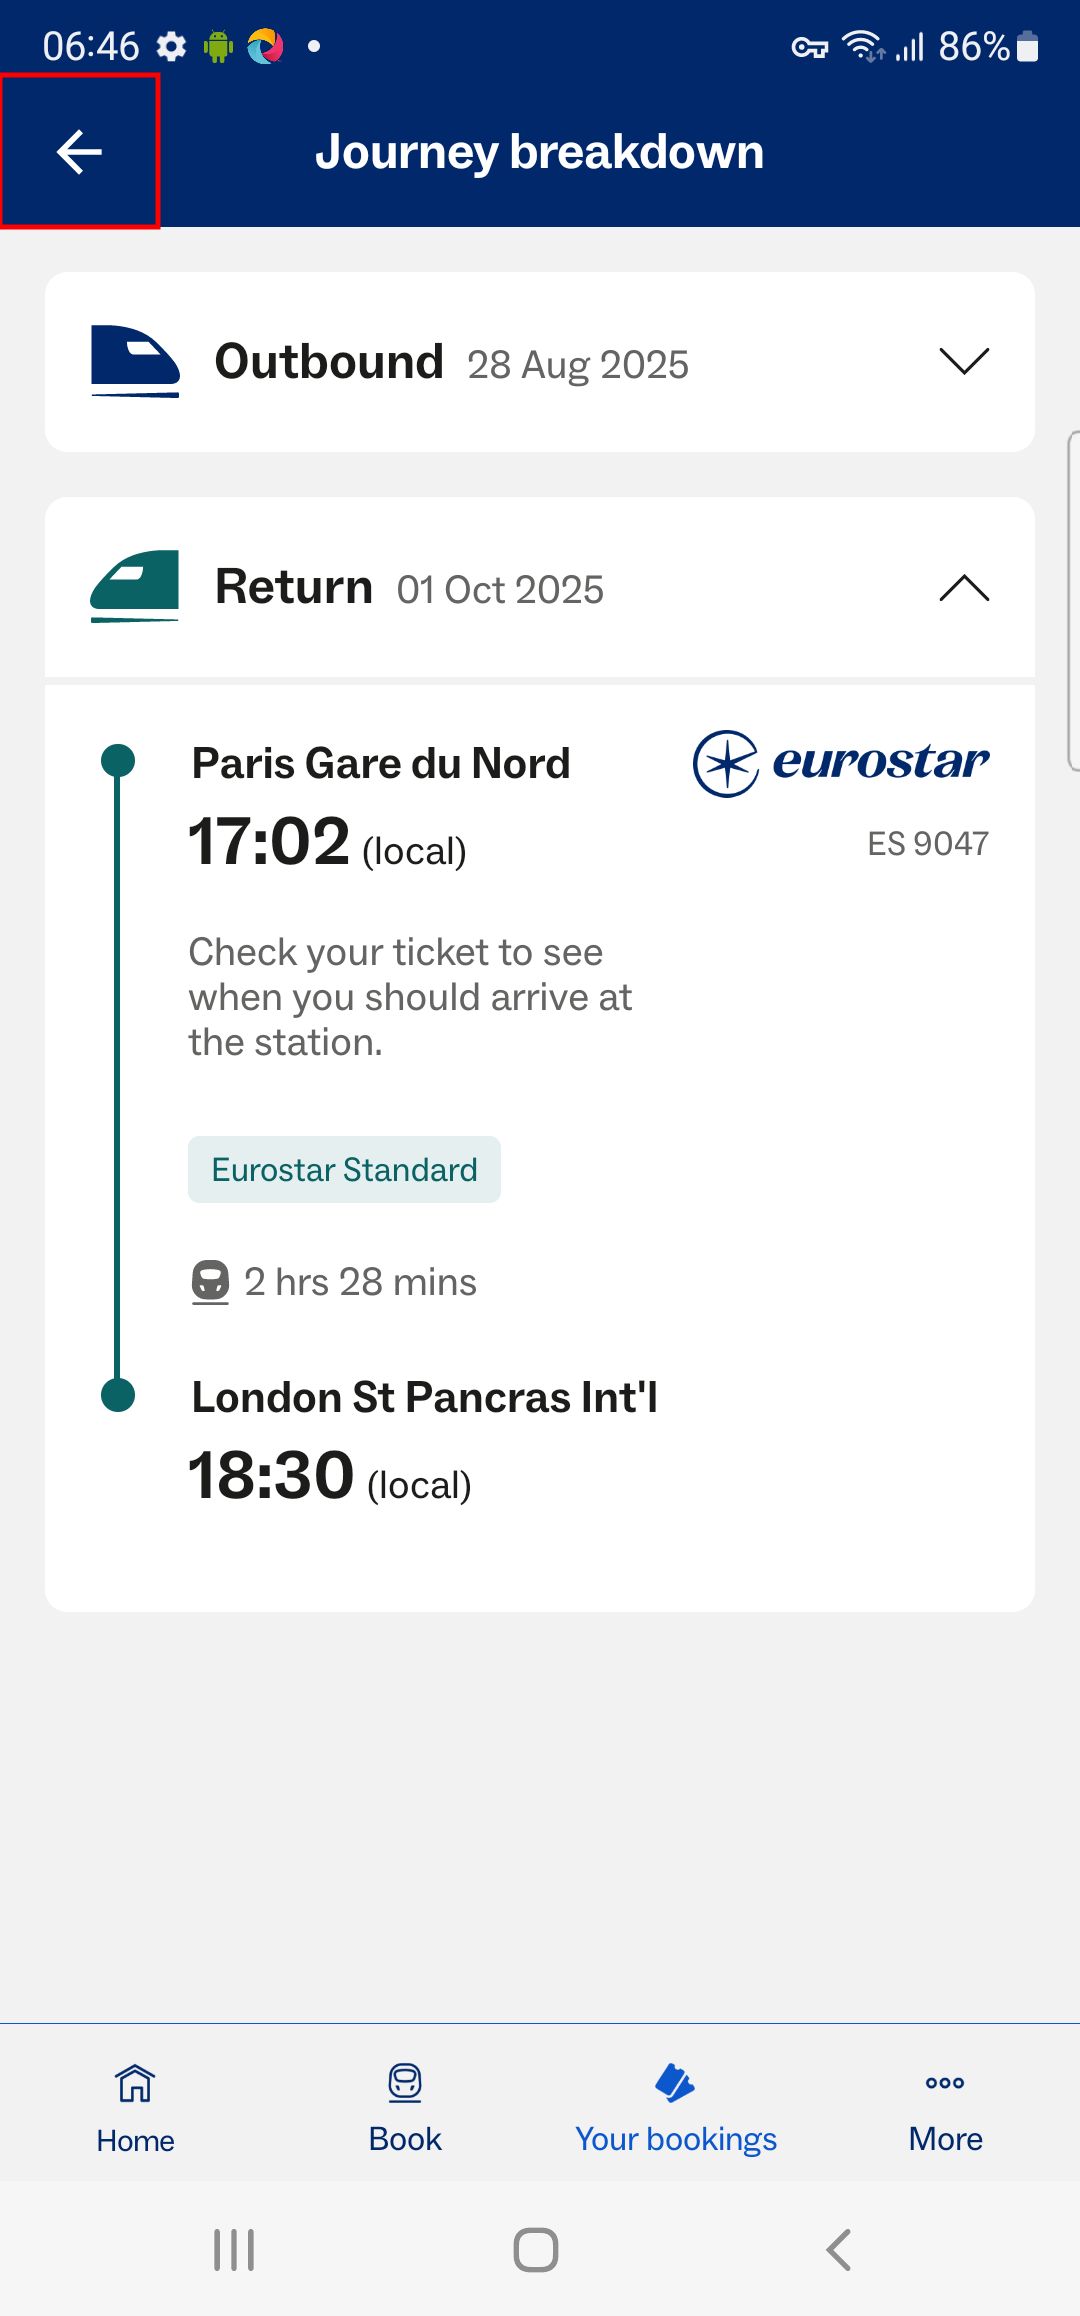 06:46
86%
Journey breakdown
Outbound 28 Aug 2025
Return 01 Oct 2025
Paris Gare du Nord
eurostar
17:02 (local)
ES 9047
Check your ticket to see
when you should arrive at
the station.
Eurostar Standard
2 hrs 28 mins
London St Pancras Int'l
18:30 (local)
Home
Book
Your bookings
More